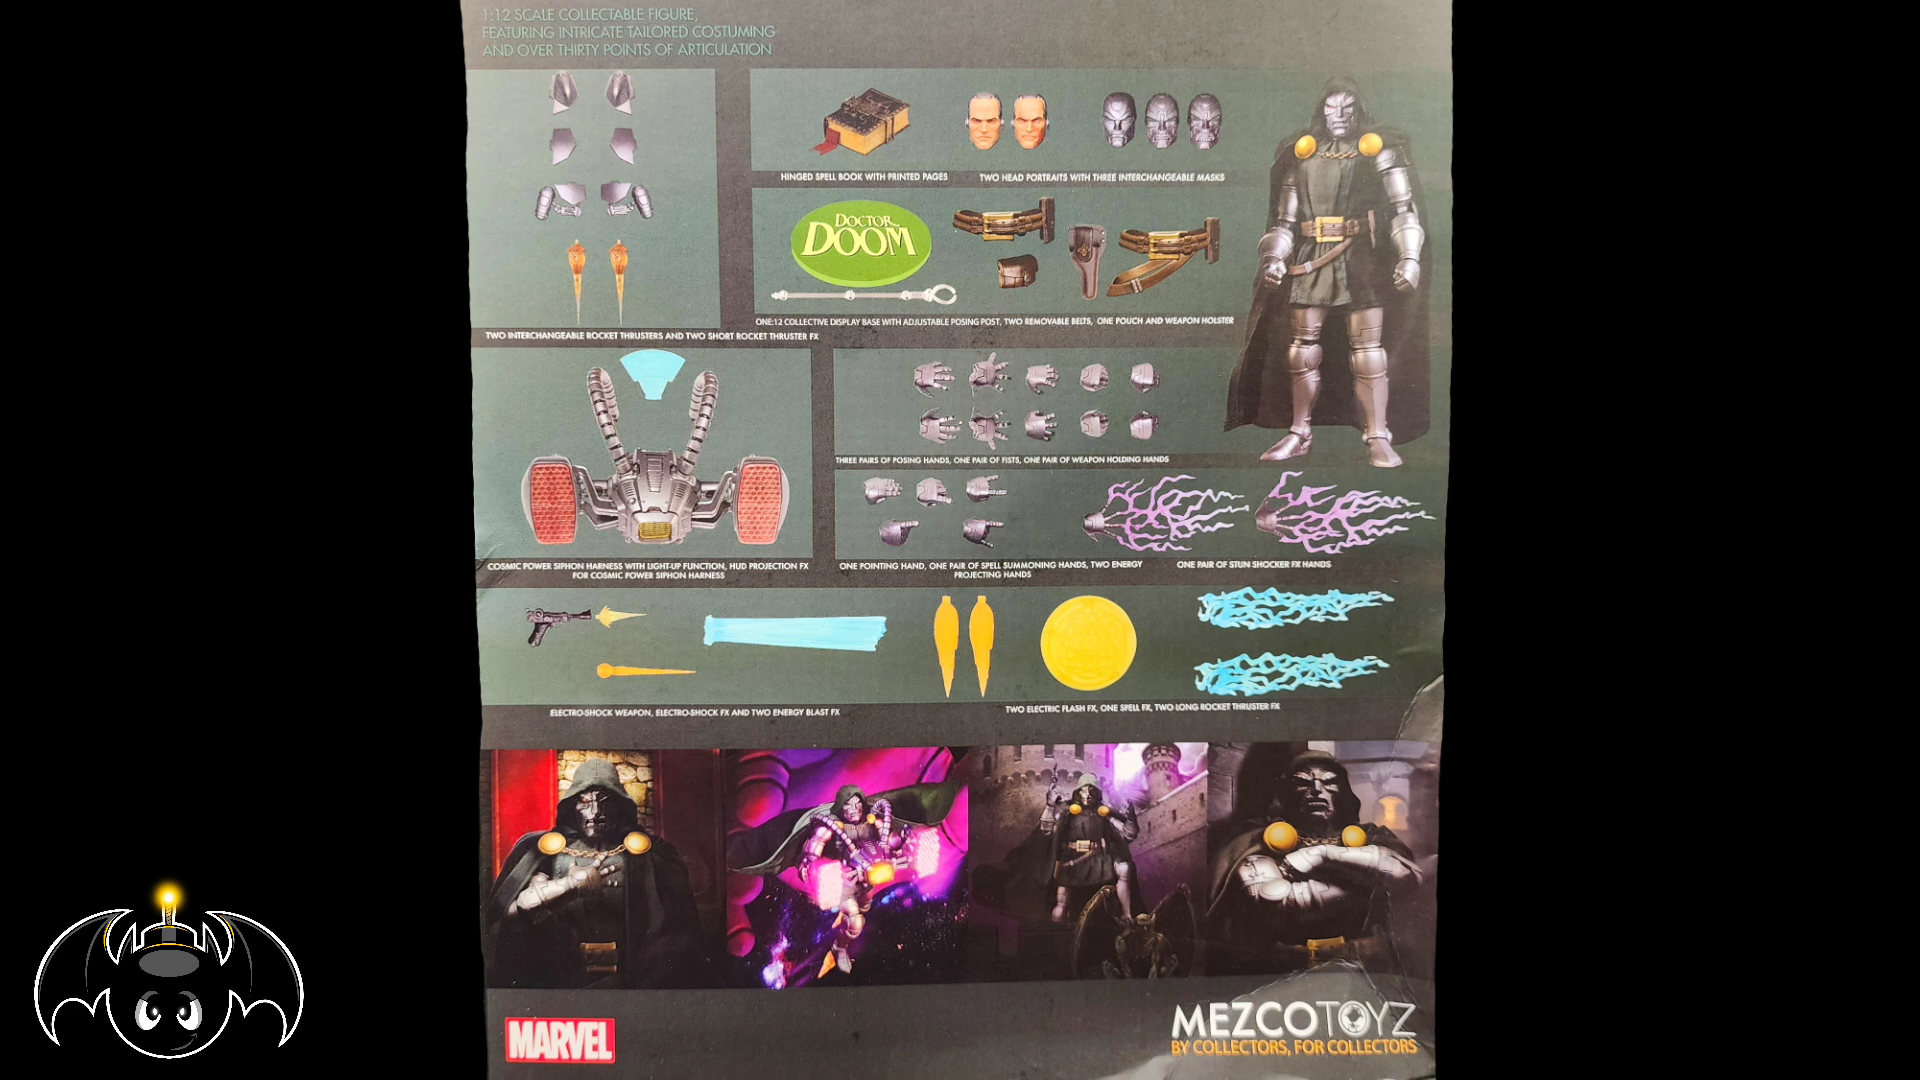 1:12 SCALE COLLECTABLE FIGURE,
FEATURING INTRICATE TAILORED COSTUMING
AND OVER THIRTY POINTS OF ARTICULATION
HINGED SPELL BOOK WITH PRINTED PAGES
TWO HEAD PORTRAITS WITH THREE INTERCHANGEABLE MASKS
DOCTOR
DOOM
ONE:12 COLLECTIVE DISPLAY BASE WITH ADJUSTABLE POSING POST, TWO REMOVABLE BELTS, ONE POUCH AND WEAPON HOLSTER
TWO INTERCHANGEABLE ROCKET THRUSTERS AND TWO SHORT ROCKET THRUSTER FX
THREE PAIRS OF POSING HANDS, ONE PAIR OF FISTS, ONE PAIR OF WEAPON HOLDING HANDS
COSMIC POWER SIPHON HARNESS WITH LIGHT-UP FUNCTION, HUD PROJECTION FX
FOR COSMIC POWER SIPHON HARNESS
ONE POINTING HAND, ONE PAIR OF SPELL SUMMONING HANDS, TWO ENERGY
PROJECTING HANDS
ONE PAIR OF STUN SHOCKER FX HANDS
ELECTRO-SHOCK WEAPON, ELECTRO-SHOCK FX AND TWO ENERGY BLAST FX
TWO ELECTRIC FLASH FX, ONE SPELL FX, TWO LONG ROCKET THRUSTER FX
MARVEL
MEZCOTOYZ
BY COLLECTORS, FOR COLLECTORS